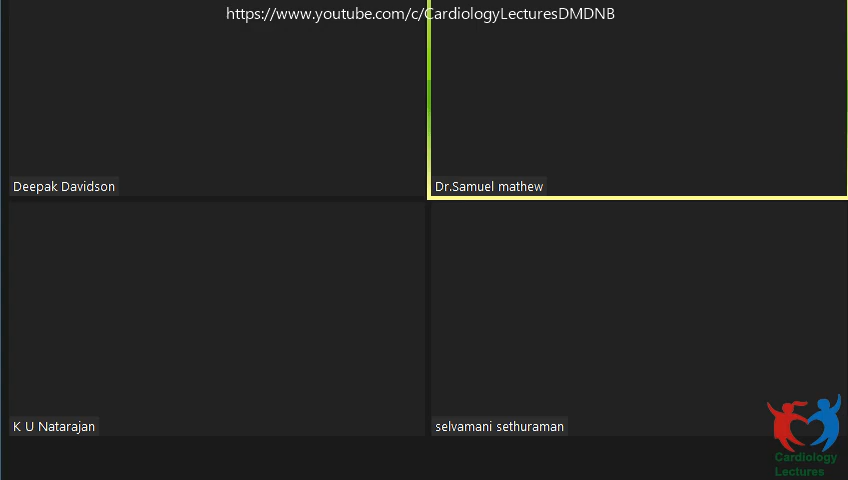 https://www.youtube.com/c/CardiologyLecturesDMDNB
Deepak Davidson
Dr.Samuel mathew
K U Natarajan
selvamani sethuraman
Cardiology
Lectures